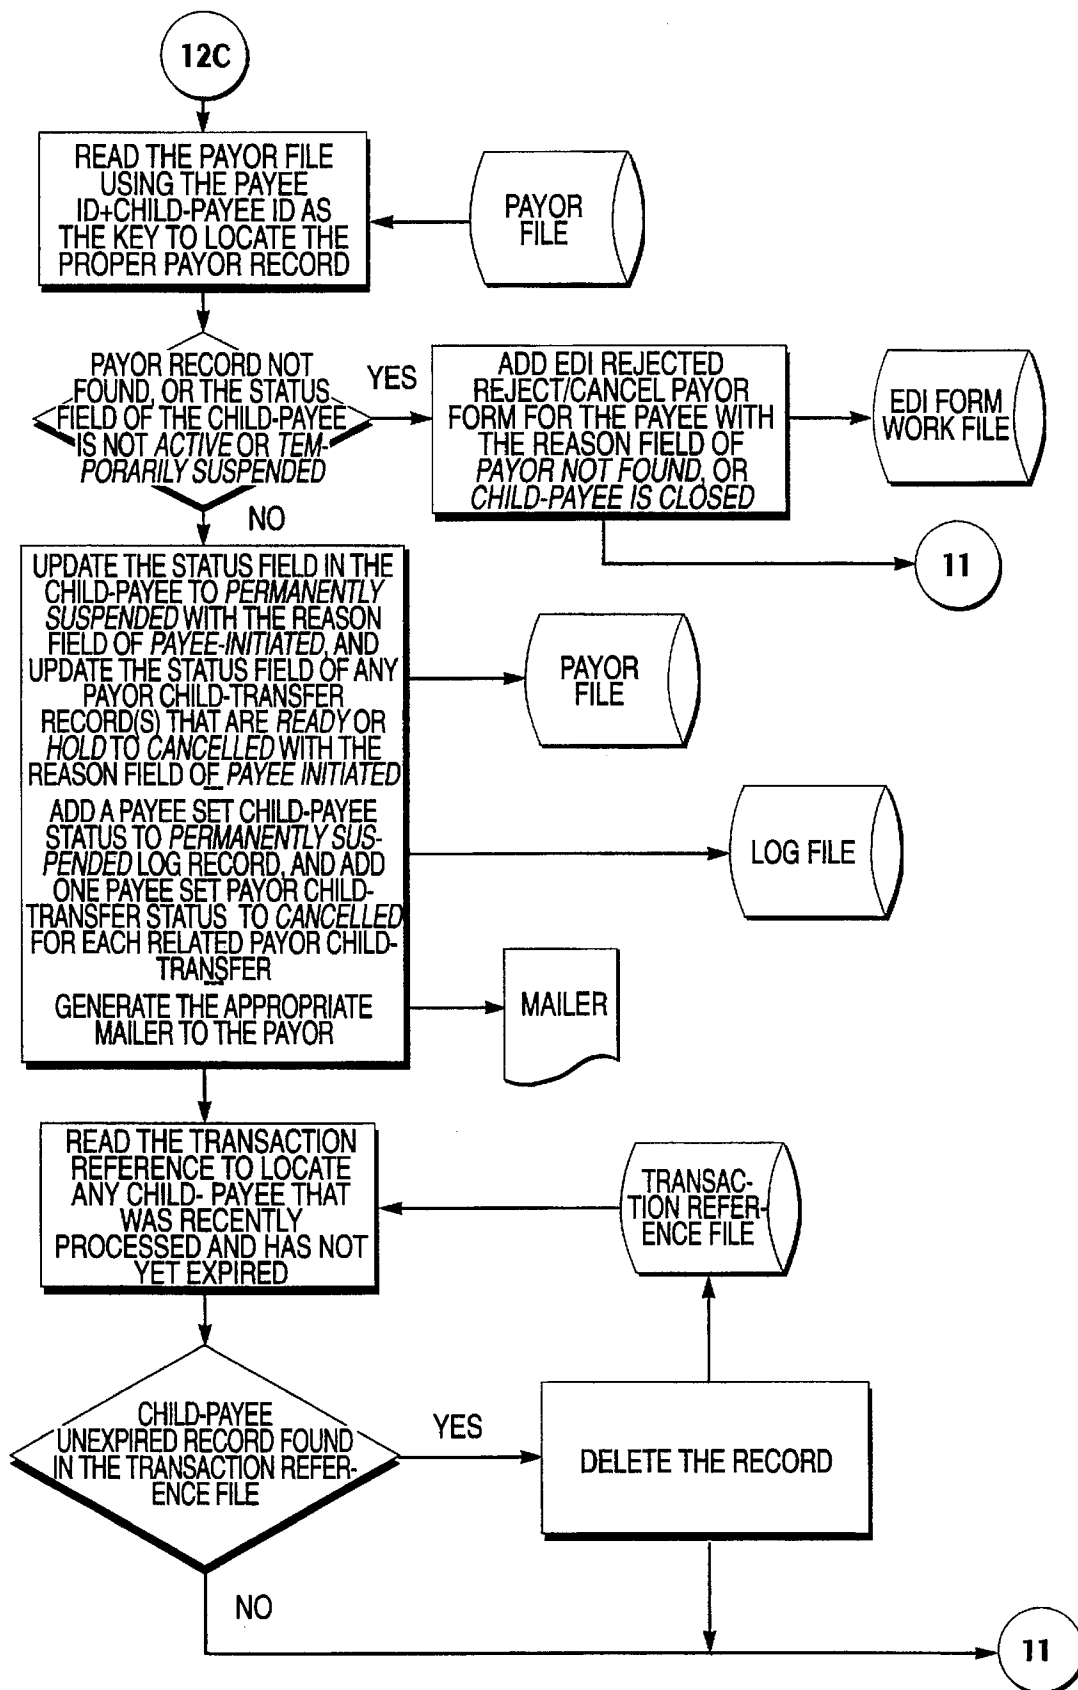 12C
READ THE PAYOR FILE
USING THE PAYEE
ID+CHILD-PAYEE ID AS
THE KEY TO LOCATE THE
PROPER PAYOR RECORD
PAYOR
FILE
PAYOR RECORD NOT
FOUND, OR THE STATUS
FIELD OF THE CHILD-PAYEE
IS NOT ACTIVE OR TEM-
PORARILY SUSPENDED
YES
ADD EDI REJECTED
REJECT/CANCEL PAYOR
FORM FOR THE PAYEE WITH
THE REASON FIELD OF
PAYOR NOT FOUND, OR
CHILD-PAYEE IS CLOSED
EDI FORM
WORK FILE
NO
11
UPDATE THE STATUS FIELD IN THE
CHILD-PAYEE TO PERMANENTLY
SUSPENDED WITH THE REASON
FIELD OF PAYEE-INITIATED, AND
UPDATE THE STATUS FIELD OF ANY
PAYOR CHILD-TRANSFER
RECORD(S) THAT ARE READY OR
HOLD TO CANCELLED WITH THE
REASON FIELD OF PAYEE INITIATED
---
ADD A PAYEE SET CHILD-PAYEE
STATUS TO PERMANENTLY SUS-
PENDED LOG RECORD, AND ADD
ONE PAYEE SET PAYOR CHILD-
TRANSFER STATUS TO CANCELLED
FOR EACH RELATED PAYOR CHILD-
TRANSFER
---
GENERATE THE APPROPRIATE
MAILER TO THE PAYOR
PAYOR
FILE
LOG FILE
MAILER
READ THE TRANSACTION
REFERENCE TO LOCATE
ANY CHILD- PAYEE THAT
WAS RECENTLY
PROCESSED AND HAS NOT
YET EXPIRED
TRANSAC-
TION REFER-
ENCE FILE
CHILD-PAYEE
UNEXPIRED RECORD FOUND
IN THE TRANSACTION REFER-
ENCE FILE
YES
DELETE THE RECORD
NO
11